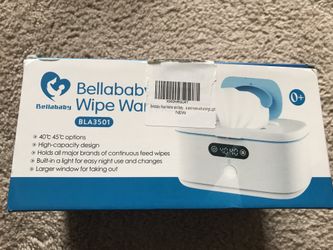 Bellababy
Bellababy
Wipe War
BLA3501
NEW
40℃ 45℃ options
High-capacity design
Holds all major brands of continuous feed wipes
Built-in a light for easy night use and changes
Larger window for taking out
0+